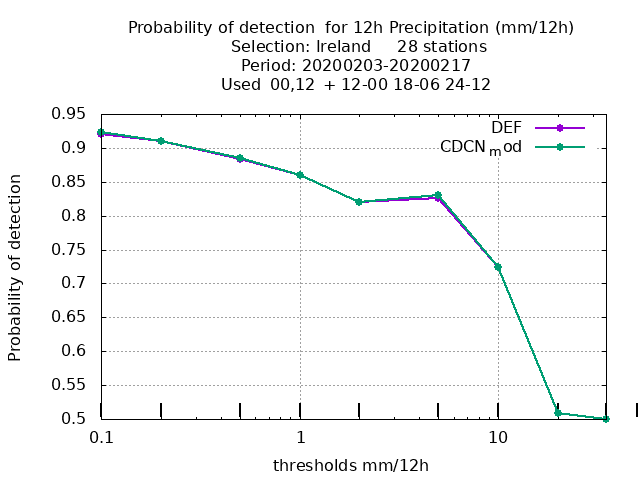 Probability of detection  for 12h Precipitation (mm/12h)
Selection: Ireland     28 stations
Period: 20200203-20200217
Used  00,12  + 12-00 18-06 24-12
DEF
CDCN_mod
Probability of detection
0.95
0.9
0.85
0.8
0.75
0.7
0.65
0.6
0.55
0.5
0.1
1
10
thresholds mm/12h